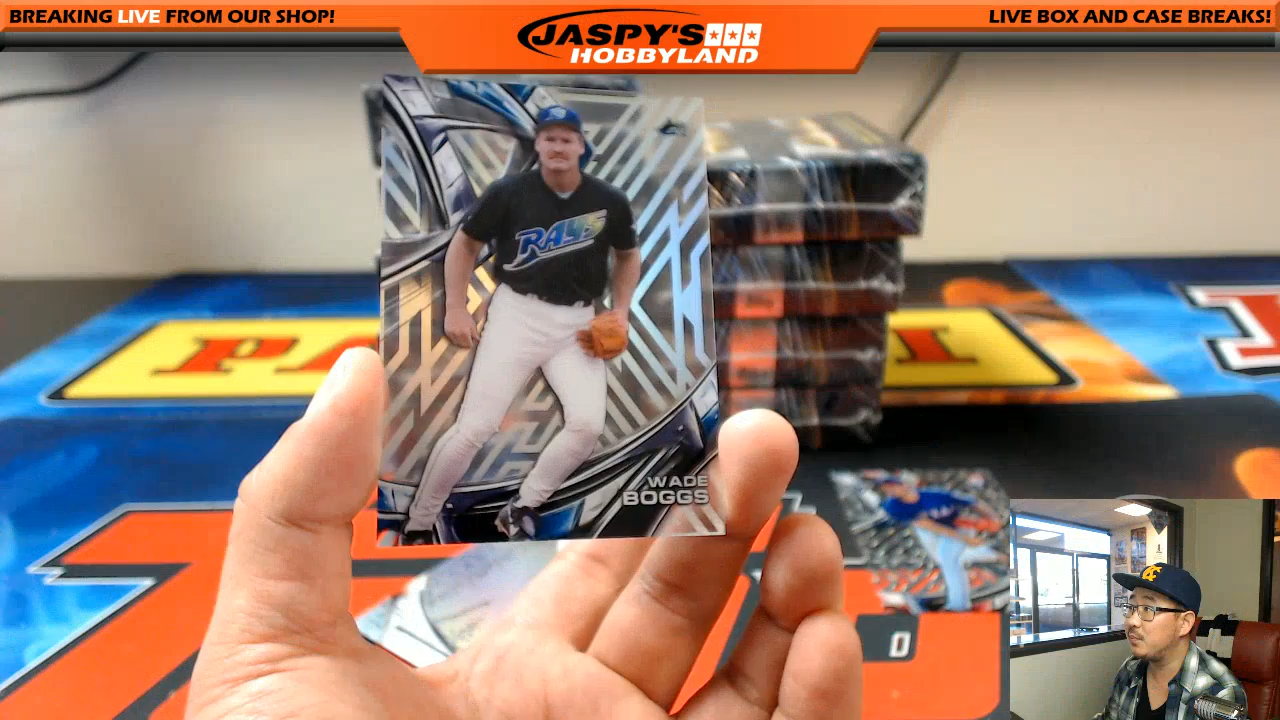 BREAKING LIVE FROM OUR SHOP!
JASPY'S
HOBBYLAND
LIVE BOX AND CASE BREAKS!
RAYS
WADE
BOGGS